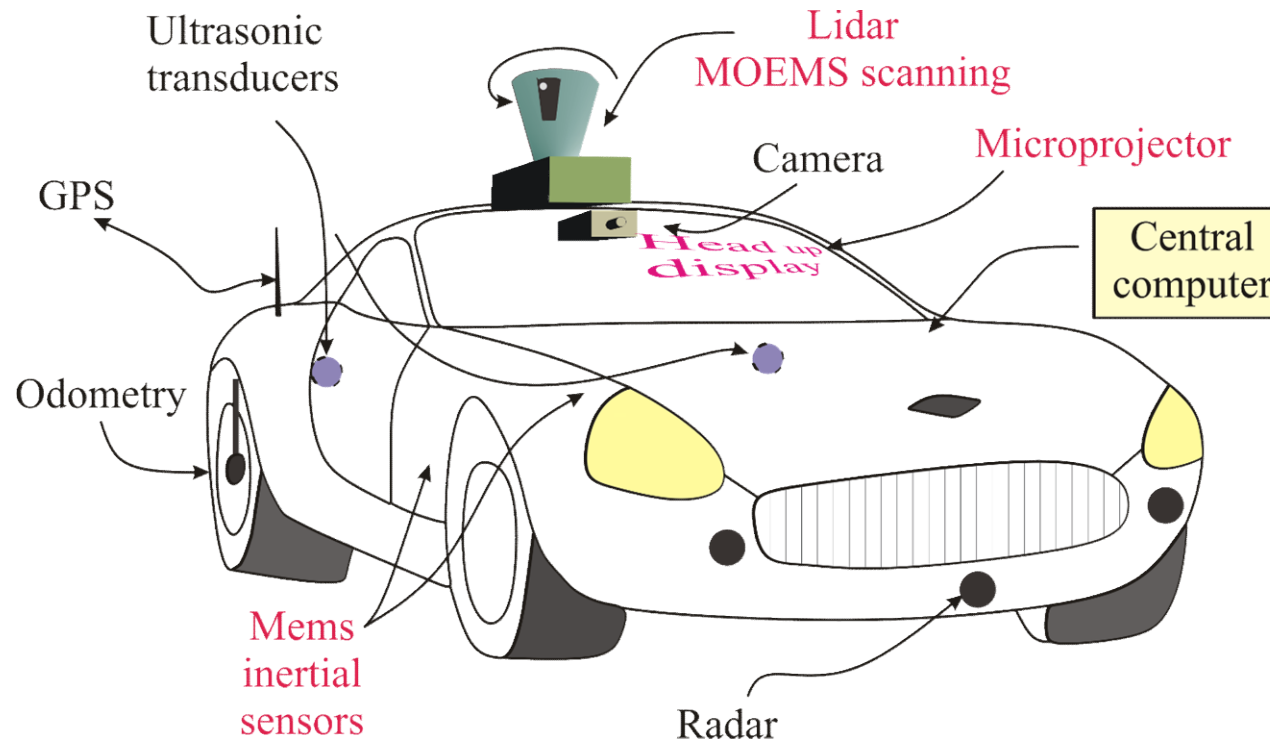 Ultrasonic
transducers
Lidar
MOEMS scanning
Camera
Microprojector
GPS
Head up
display
Central
computer
Odometry
Mems
inertial
sensors
Radar